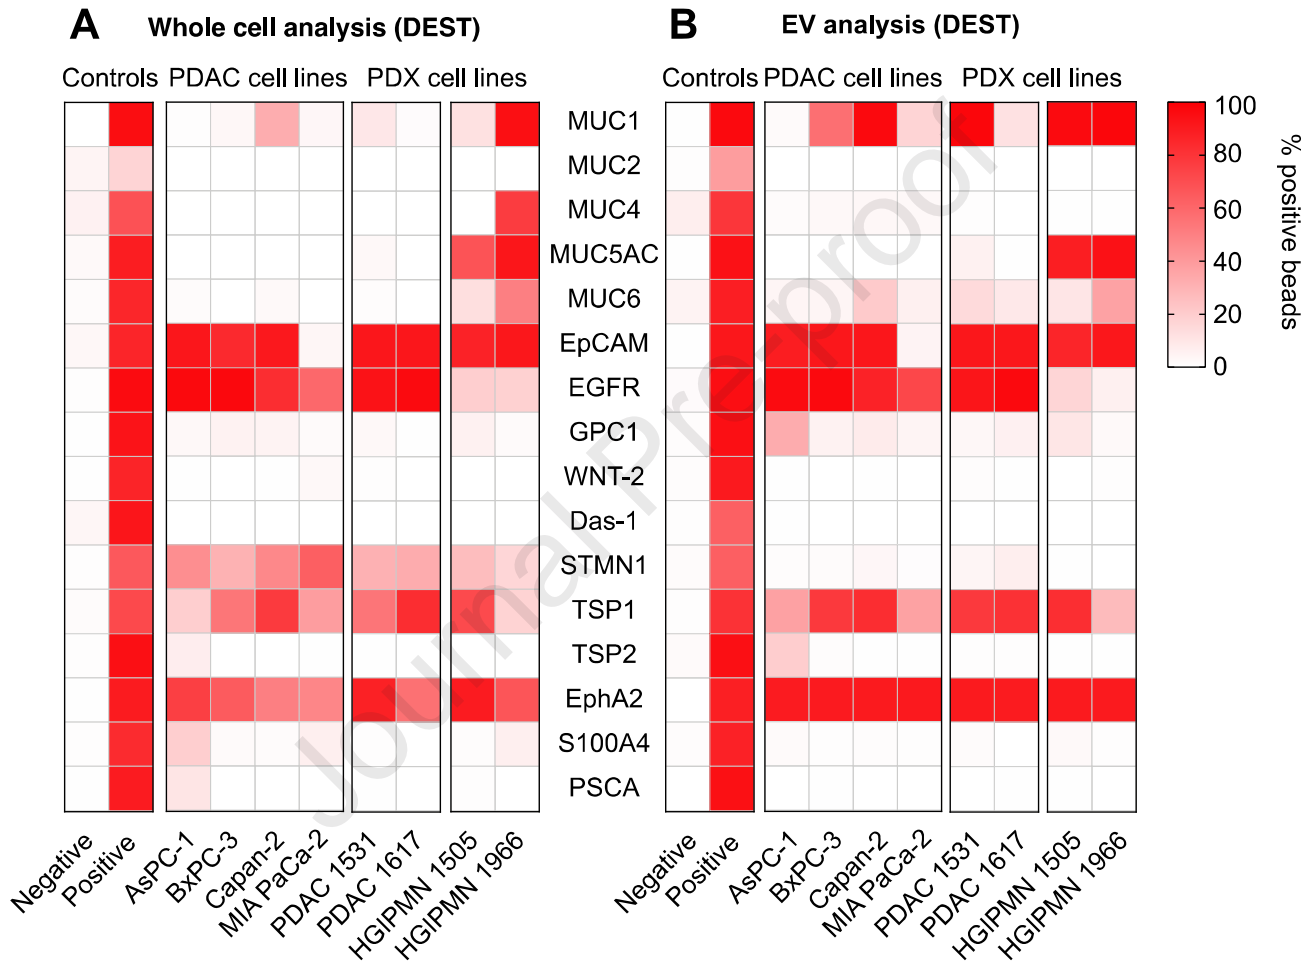 A Whole cell analysis (DEST)
Controls PDAC cell lines PDX cell lines
B EV analysis (DEST)
Controls PDAC cell lines PDX cell lines
MUC1
MUC2
MUC4
MUC5AC
MUC6
EpCAM
EGFR
GPC1
WNT-2
Das-1
STMN1
TSP1
TSP2
EphA2
S100A4
PSCA
100
80
60
40
20
0
% positive beads
Negative
Positive
AsPC-1
BxPC-3
Capan-2
MIA PaCa-2
PDAC 1531
PDAC 1617
HGIPMN 1505
HGIPMN 1966
Negative
Positive
AsPC-1
BxPC-3
Capan-2
MIA PaCa-2
PDAC 1531
PDAC 1617
HGIPMN 1505
HGIPMN 1966
Journal Pre-proof